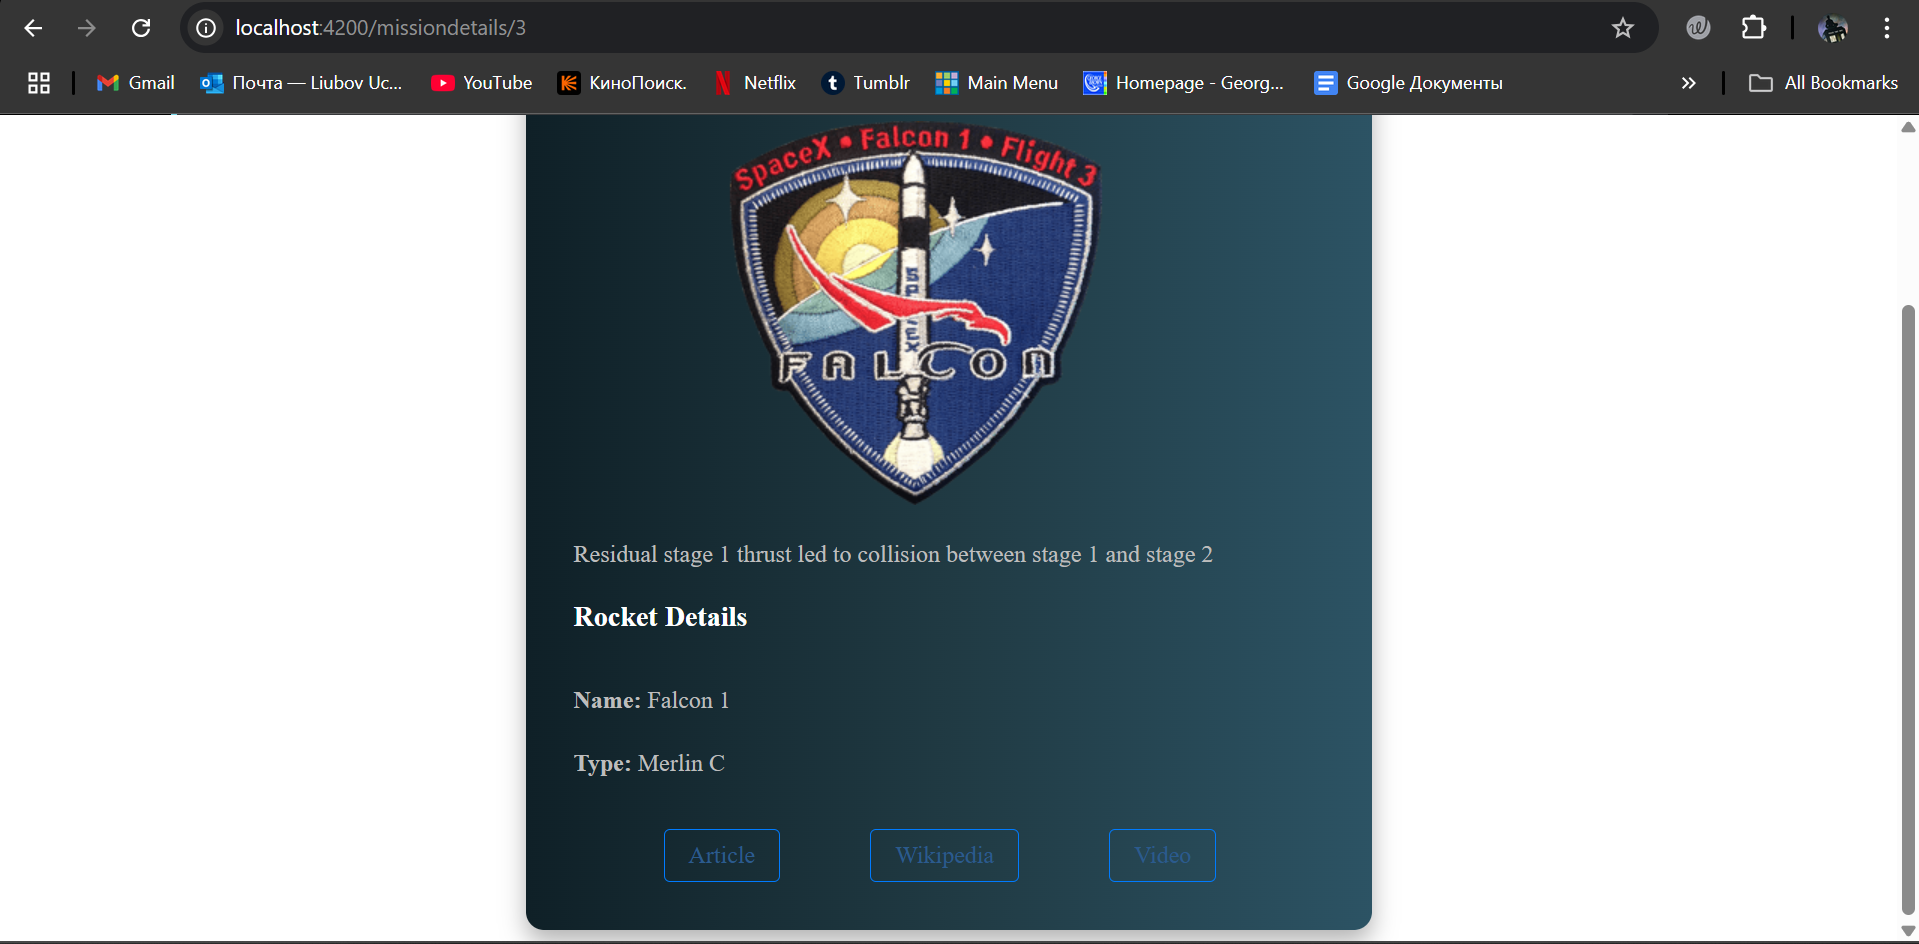 localhost:4200/missiondetails/3
Gmail
Почта — Liubov Uc...
YouTube
КиноПоиск.
Netflix
Tumblr
Main Menu
Homepage - Georg...
Google Документы
All Bookmarks
SpaceX • Falcon 1 • Flight 3
SPACEX
FALCON
Residual stage 1 thrust led to collision between stage 1 and stage 2
Rocket Details
Name: Falcon 1
Type: Merlin C
Article
Wikipedia
Video